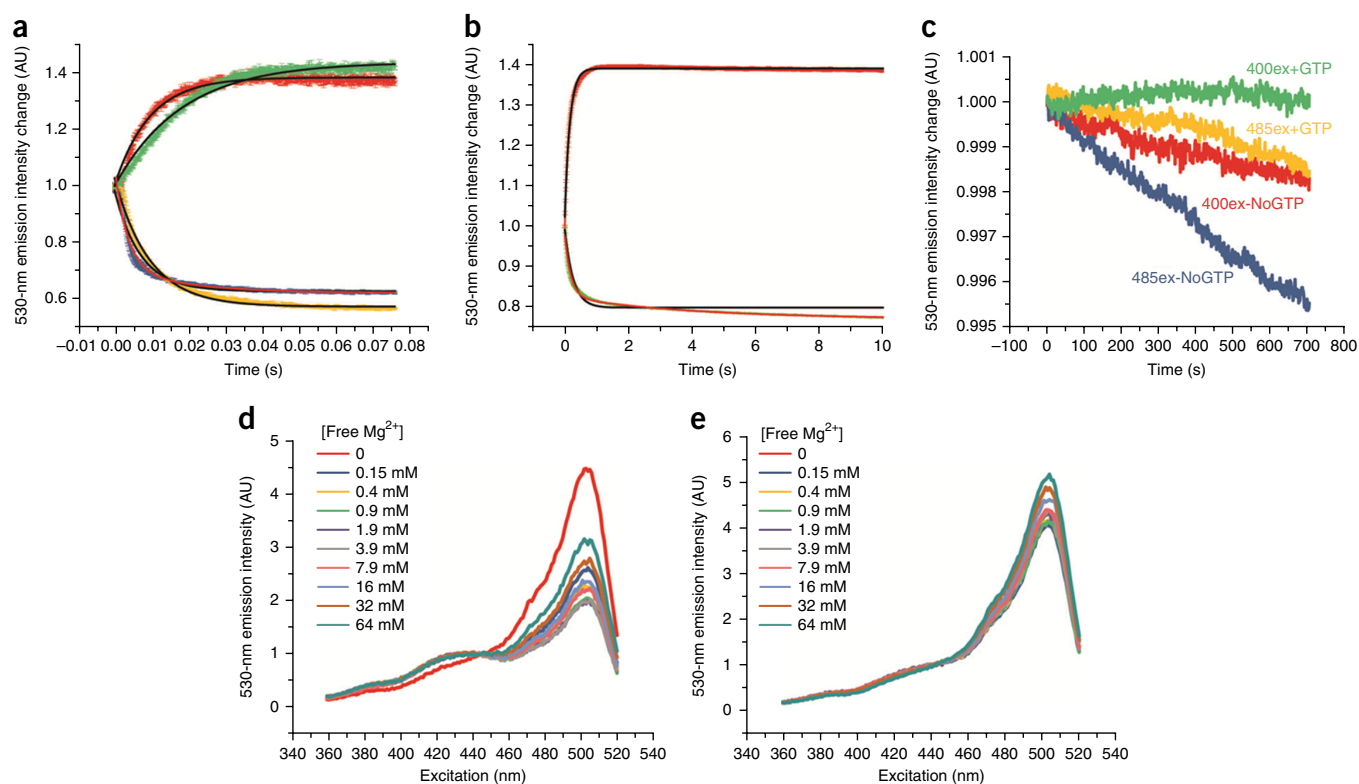 a
530-nm emission intensity change (AU)
1.4
1.2
1.0
0.8
0.6
–0.01 0.00 0.01 0.02 0.03 0.04 0.05 0.06 0.07 0.08
Time (s)
b
530-nm emission intensity change (AU)
1.4
1.3
1.2
1.1
1.0
0.9
0.8
0 2 4 6 8 10
Time (s)
c
530-nm emission intensity change (AU)
1.001
1.000
0.999
0.998
0.997
0.996
0.995
400ex+GTP
485ex+GTP
400ex-NoGTP
485ex-NoGTP
–100 0 100 200 300 400 500 600 700 800
Time (s)
d
530-nm emission intensity (AU)
5
4
3
2
1
0
[Free Mg²⁺]
0
0.15 mM
0.4 mM
0.9 mM
1.9 mM
3.9 mM
7.9 mM
16 mM
32 mM
64 mM
340 360 400 440 460 500 520 540
Excitation (nm)
e
530-nm emission intensity (AU)
6
5
4
3
2
1
0
[Free Mg²⁺]
0
0.15 mM
0.4 mM
0.9 mM
1.9 mM
3.9 mM
7.9 mM
16 mM
32 mM
64 mM
340 360 400 440 460 500 520 540
Excitation (nm)